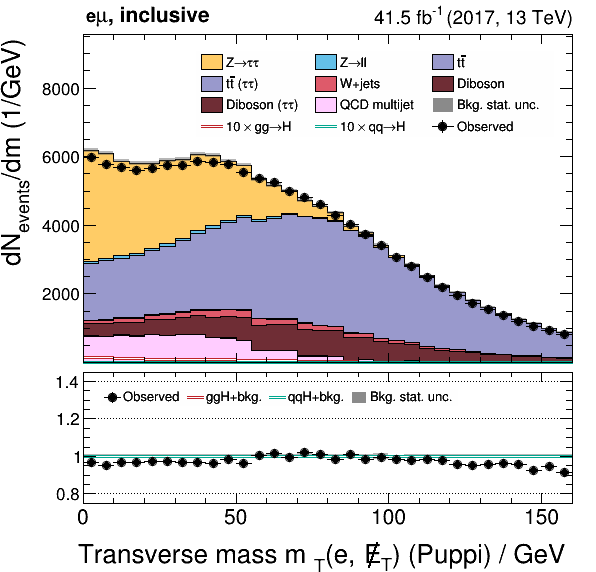 eμ, inclusive 41.5 fb⁻¹ (2017, 13 TeV)
dN_events/dm (1/GeV)
8000
6000
4000
2000
Z→ττ Z→ll tt̄
tt̄ (ττ) W+jets Diboson
Diboson (ττ) QCD multijet Bkg. stat. unc.
10 × gg→H 10 × qq→H Observed
1.4
1.2
1
0.8
Observed ggH+bkg. qqH+bkg. Bkg. stat. unc.
0 50 100 150
Transverse mass m_T(e, E̸_T) (Puppi) / GeV